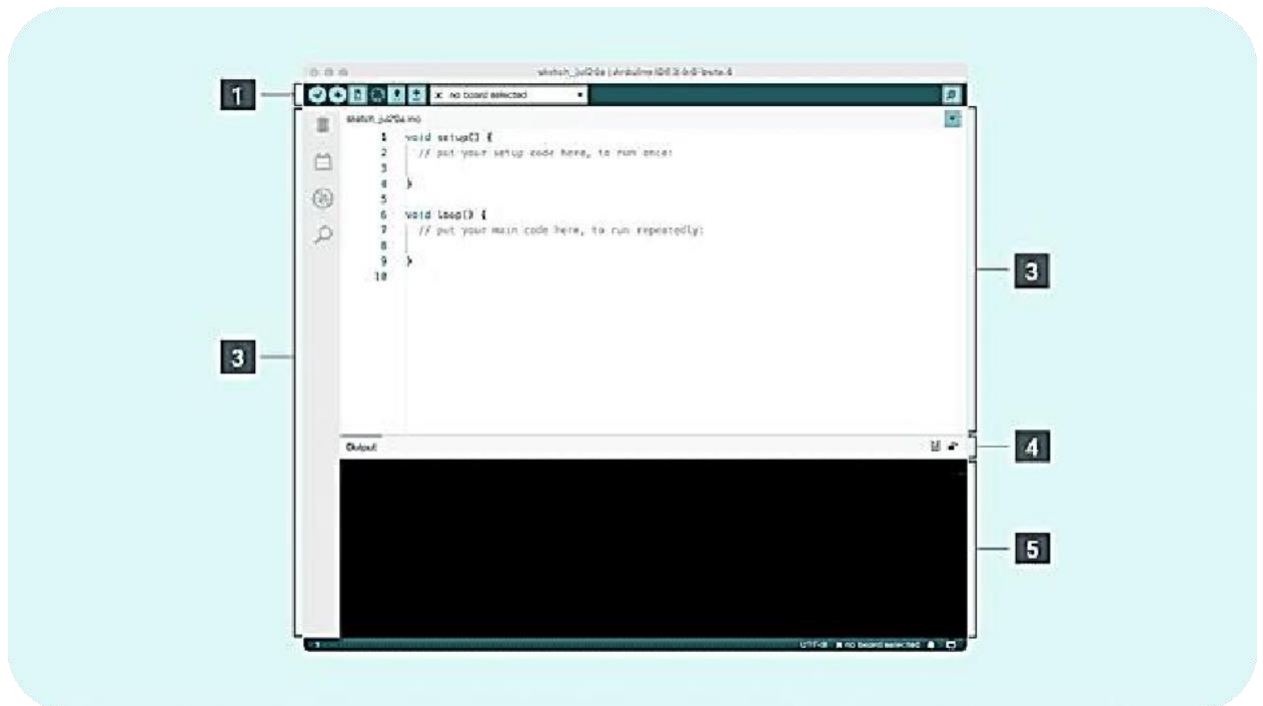 1
no board selected
void setup() {
// put your setup code here, to run once:
1
2
3
4
}
5
6
void loop() {
7
// put your main code here, to run repeatedly:
8
9
}
10
3
3
Output
4
5
UTF-8
no board selected